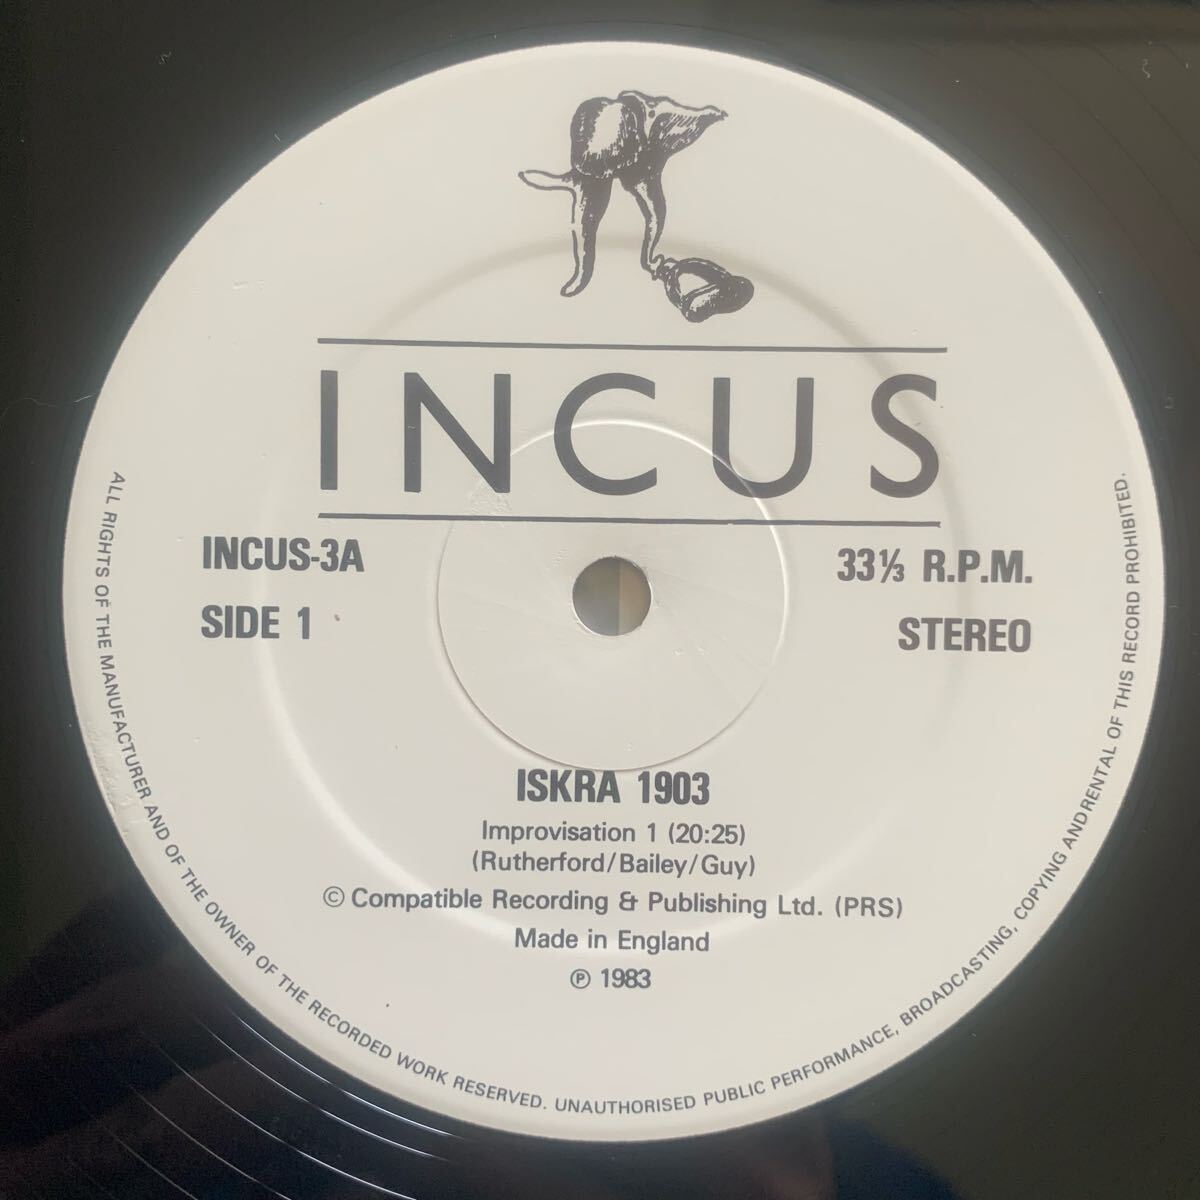 INCUS
INCUS-3A
SIDE 1
33⅓ R.P.M.
STEREO
ISKRA 1903
Improvisation 1 (20:25)
(Rutherford/Bailey/Guy)
© Compatible Recording & Publishing Ltd. (PRS)
Made in England
℗ 1983
ALL RIGHTS OF THE MANUFACTURER AND OF THE OWNER OF THE RECORDED WORK RESERVED. UNAUTHORISED PUBLIC PERFORMANCE, BROADCASTING, COPYING ANDRENTAL OF THIS RECORD PROHIBITED.